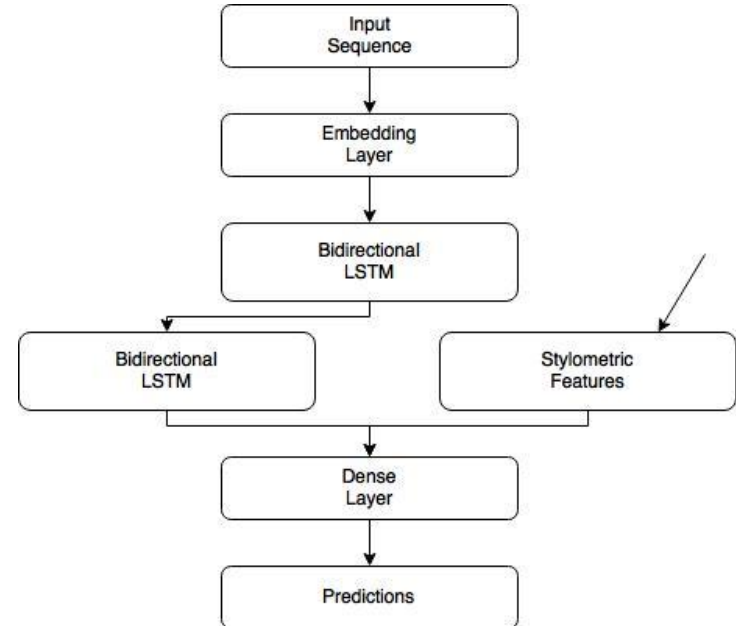 Input
Sequence
Embedding
Layer
Bidirectional
LSTM
Bidirectional
LSTM
Stylometric
Features
Dense
Layer
Predictions